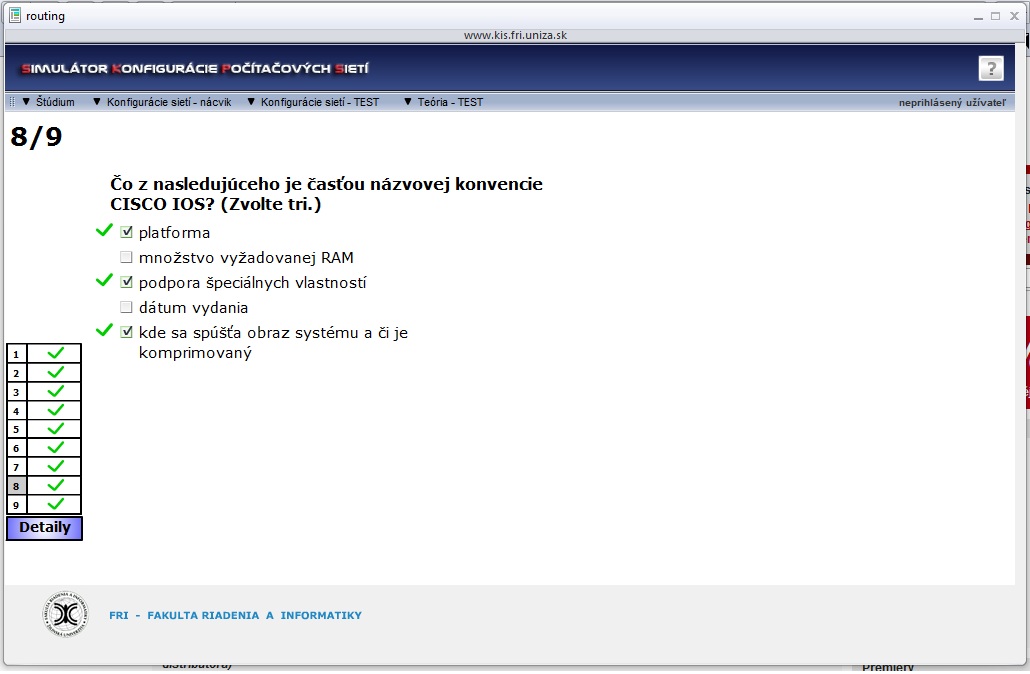 routing
www.kis.fri.uniza.sk
SIMULÁTOR KONFIGURÁCIE POČÍTAČOVÝCH SIETÍ
?
Štúdium Konfigurácie sietí - nácvik Konfigurácie sietí - TEST Teória - TEST neprihlásený užívateľ
8/9
Čo z nasledujúceho je časťou názvovej konvencie
CISCO IOS? (Zvolte tri.)
platforma
množstvo vyžadovanej RAM
podpora špeciálnych vlastností
dátum vydania
kde sa spúšťa obraz systému a či je
komprimovaný
1
2
3
4
5
6
7
8
9
Detaily
FRI - FAKULTA RIADENIA A INFORMATIKY
distribútora)
Premiéry